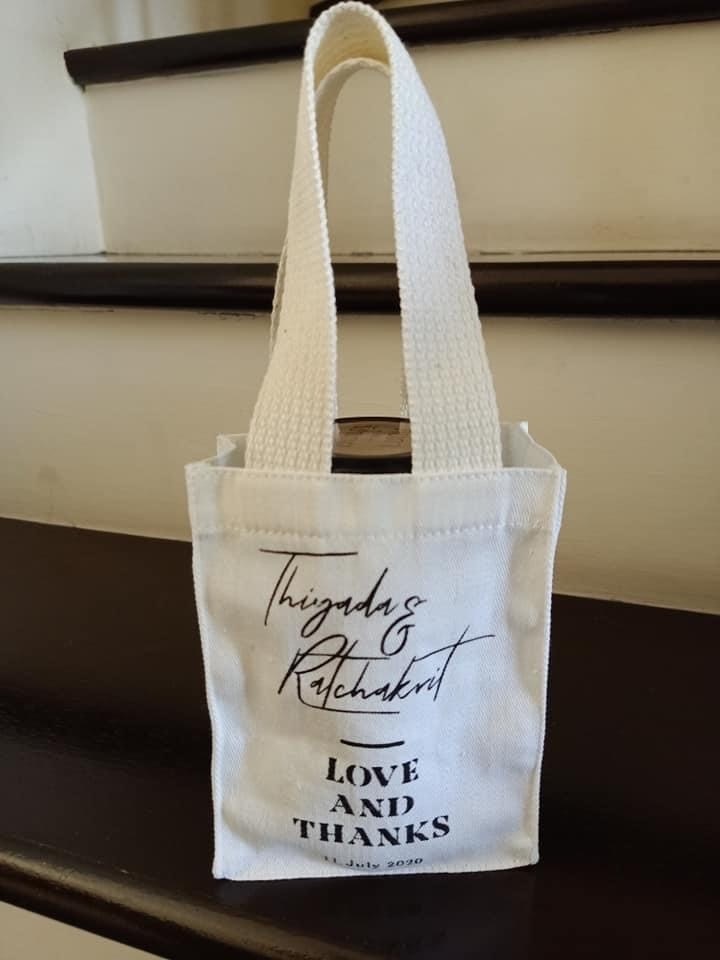 Thiyada &
Ratchakrit
LOVE
AND
THANKS
11 July 2020